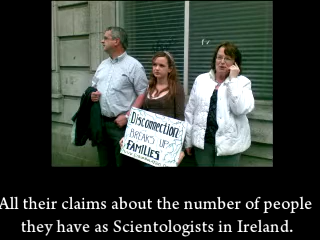 Disconnection
BREAKS UP
FAMILIES
All their claims about the number of people
they have as Scientologists in Ireland.